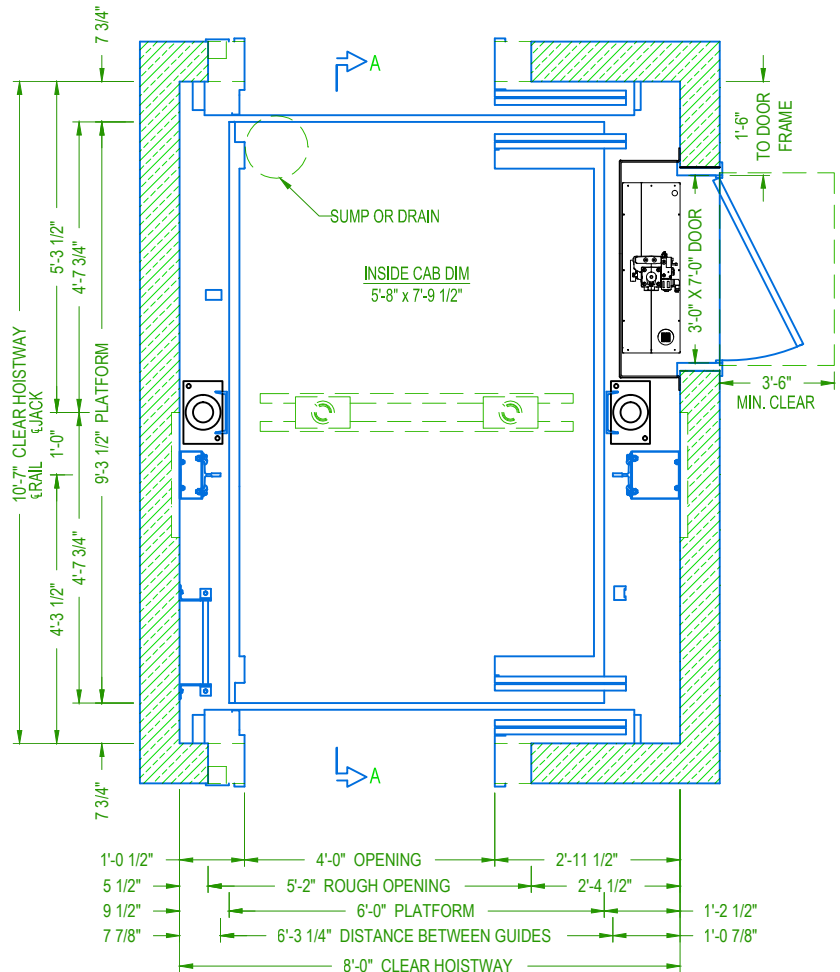 7 3/4"
A
1'-6"
TO DOOR
FRAME
SUMP OR DRAIN
INSIDE CAB DIM
5'-8" x 7'-9 1/2"
3'-0" X 7'-0" DOOR
3'-6"
MIN. CLEAR
10'-7" CLEAR HOISTWAY
5'-3 1/2"
4'-7 3/4"
9'-3 1/2" PLATFORM
℄JACK
1'-0"
℄RAIL
4'-7 3/4"
4'-3 1/2"
7 3/4"
A
1'-0 1/2"
4'-0" OPENING
2'-11 1/2"
5 1/2"
5'-2" ROUGH OPENING
2'-4 1/2"
9 1/2"
6'-0" PLATFORM
1'-2 1/2"
7 7/8"
6'-3 1/4" DISTANCE BETWEEN GUIDES
1'-0 7/8"
8'-0" CLEAR HOISTWAY